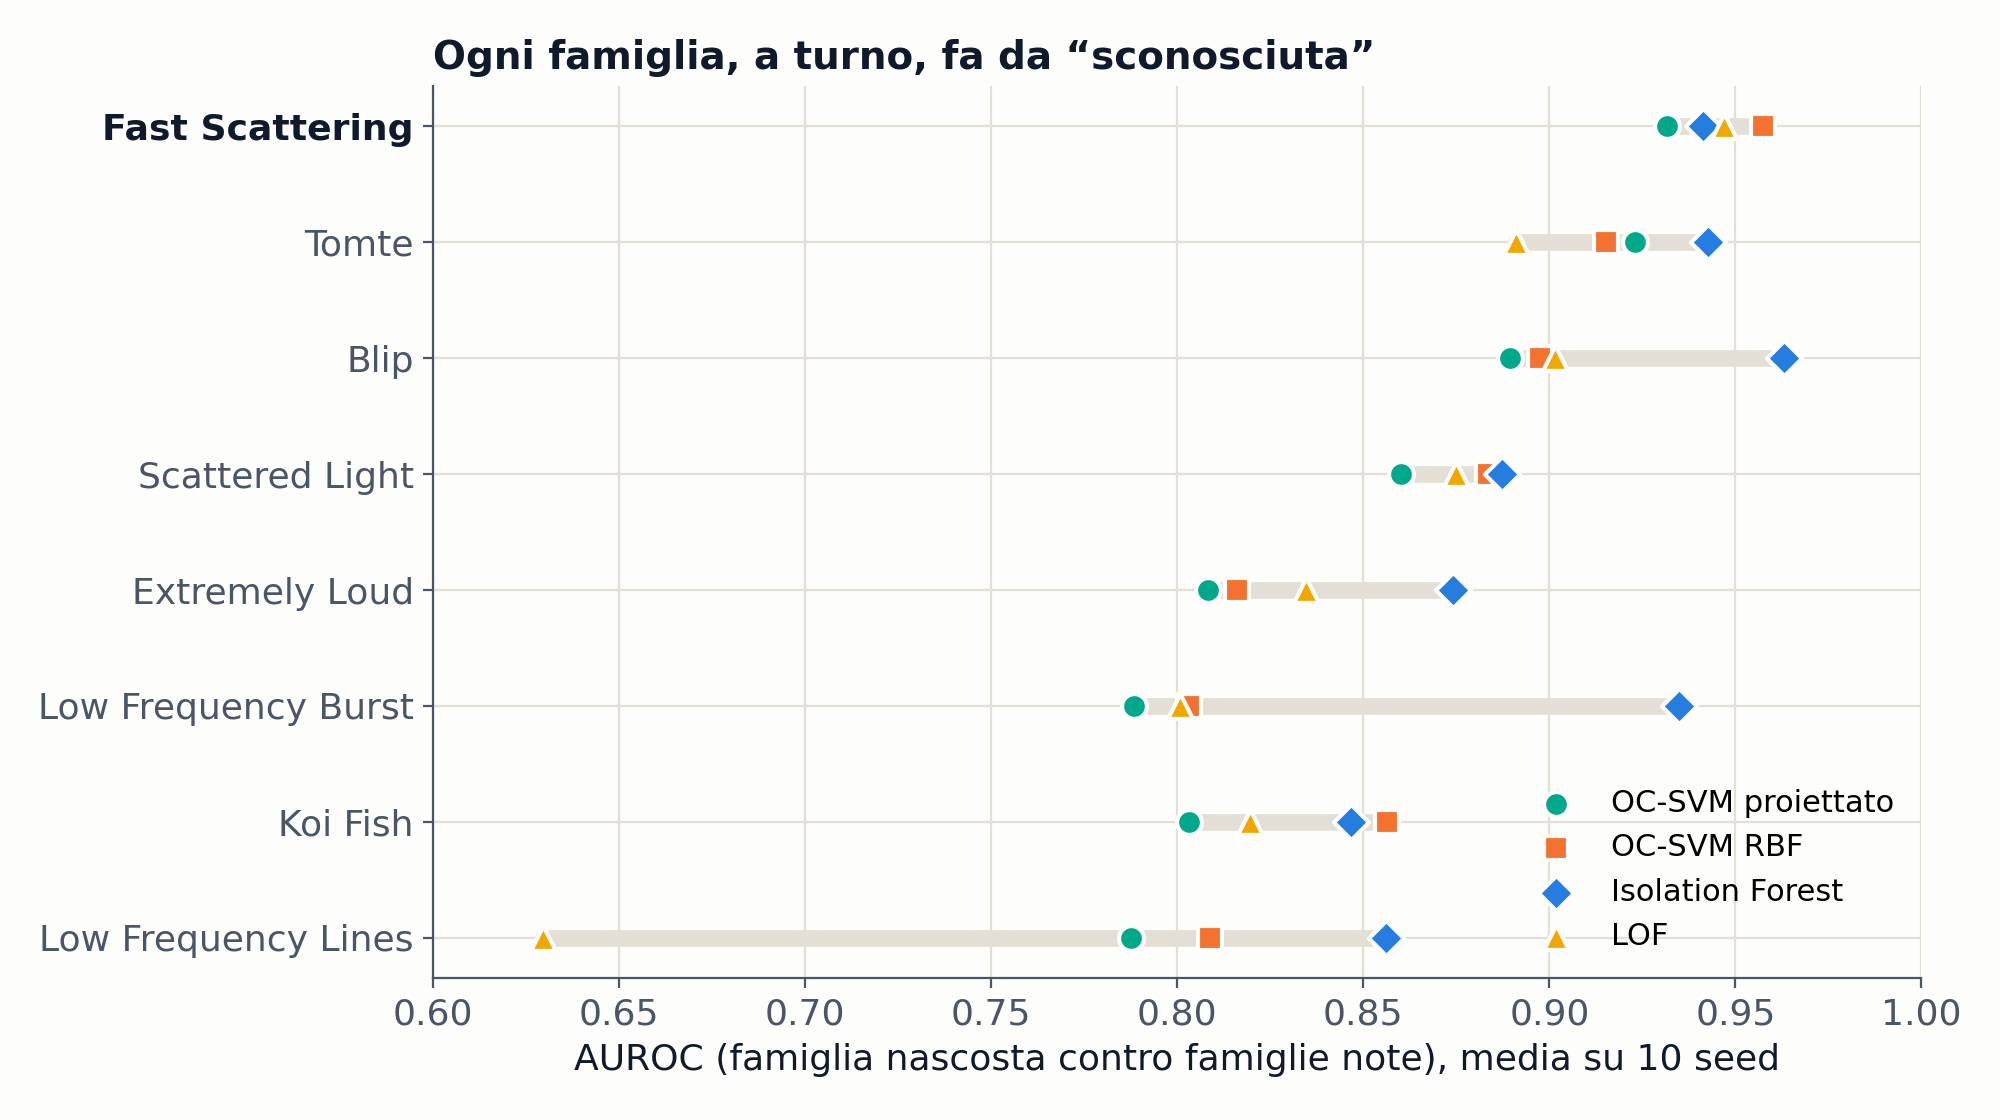 Ogni famiglia, a turno, fa da “sconosciuta”
Fast Scattering
Tomte
Blip
Scattered Light
Extremely Loud
Low Frequency Burst
Koi Fish
Low Frequency Lines
OC-SVM proiettato
OC-SVM RBF
Isolation Forest
LOF
0.60 0.65 0.70 0.75 0.80 0.85 0.90 0.95 1.00
AUROC (famiglia nascosta contro famiglie note), media su 10 seed